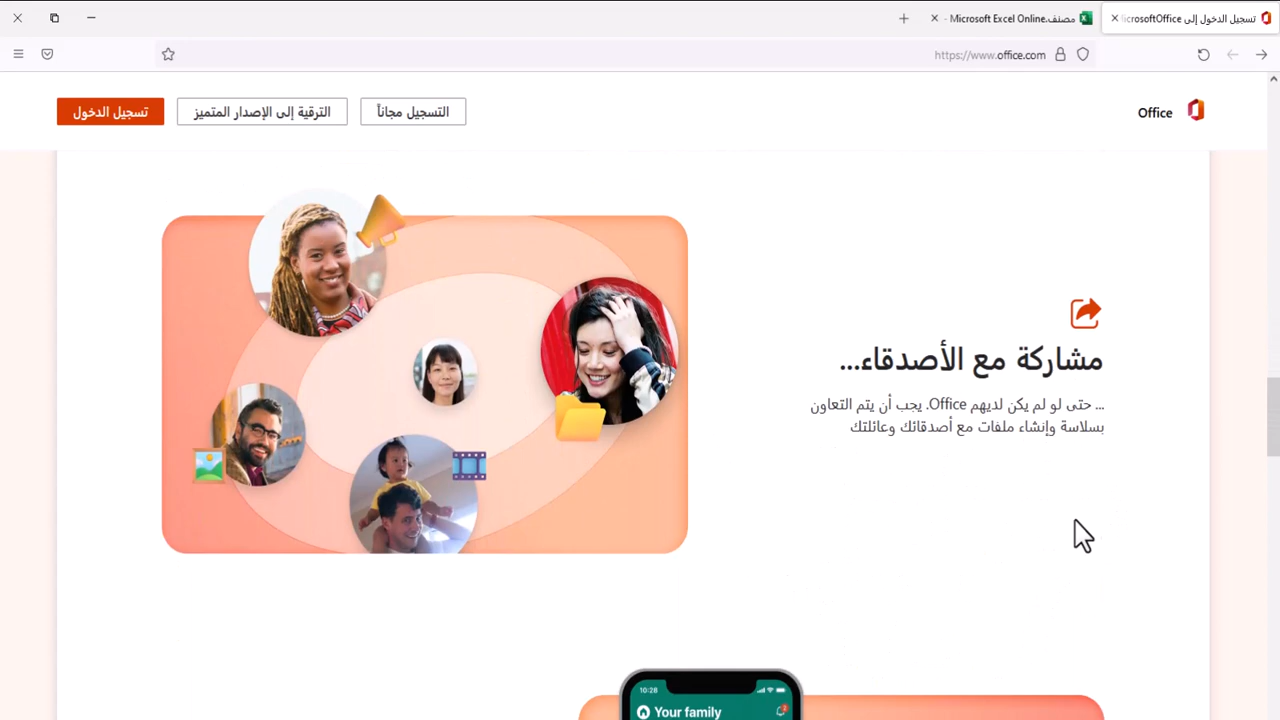 تسجيل الدخول إلى icrosoftOffice
مصنف.Microsoft Excel Online -
https://www.office.com
Office
التسجيل مجاناً
الترقية إلى الإصدار المتميز
تسجيل الدخول
مشاركة مع الأصدقاء...
... حتى لو لم يكن لديهم Office. يجب أن يتم التعاون
بسلاسة وإنشاء ملفات مع أصدقائك وعائلتك
10:28
Your family
2